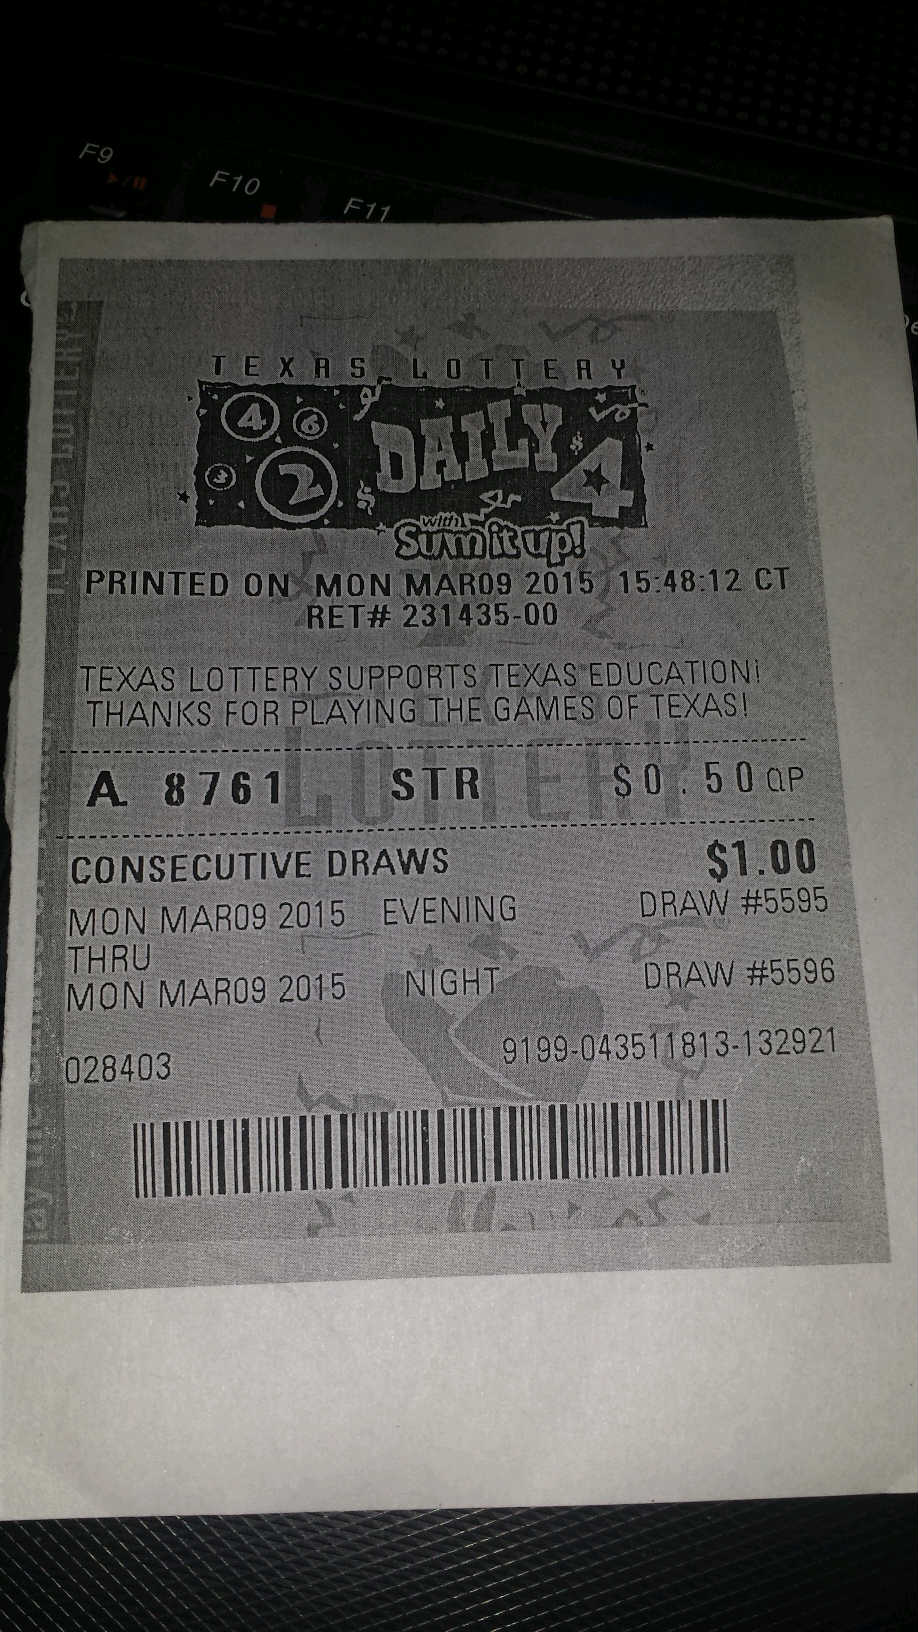 F9
F10
F11
TEXAS LOTTERY
4 6
3 2
DAILY 4
with
Sum it up!
PRINTED ON MON MAR09 2015 15:48:12 CT
RET# 231435-00
TEXAS LOTTERY SUPPORTS TEXAS EDUCATION!
THANKS FOR PLAYING THE GAMES OF TEXAS!
LOTTERY
A 8761 STR $0.50 QP
CONSECUTIVE DRAWS $1.00
MON MAR09 2015 EVENING DRAW #5595
THRU
MON MAR09 2015 NIGHT DRAW #5596
028403 9199-043511813-132921